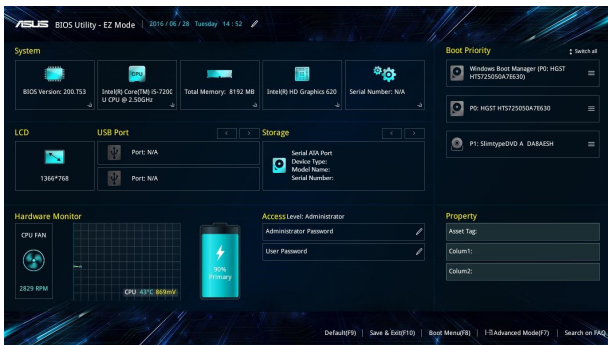 ASUS BIOS Utility - EZ Mode 2016 / 06 / 28 Tuesday 14 : 52
System
BIOS Version: 200.T53
CPU
Intel(R) Core(TM) i5-7200
U CPU @ 2.50GHz
Total Memory: 8192 MB
Intel(R) HD Graphics 620
Serial Number: N/A
Boot Priority
Switch all
Windows Boot Manager (P0: HGST
HTS725050A7E630)
P0: HGST HTS725050A7E630
P1: SlimtypeDVD A DA8AESH
LCD
1366*768
USB Port
Port: N/A
Port: N/A
Storage
Serial ATA Port
Device Type:
Model Name:
Serial Number:
Hardware Monitor
CPU FAN
2829 RPM
CPU 43°C 869mV
90%
Primary
Access Level: Administrator
Administrator Password
User Password
Property
Asset Tag:
Colum1:
Colum2:
Default(F9) | Save & Exit(F10) | Boot Menu(F8) | Advanced Mode(F7) | Search on FAQ